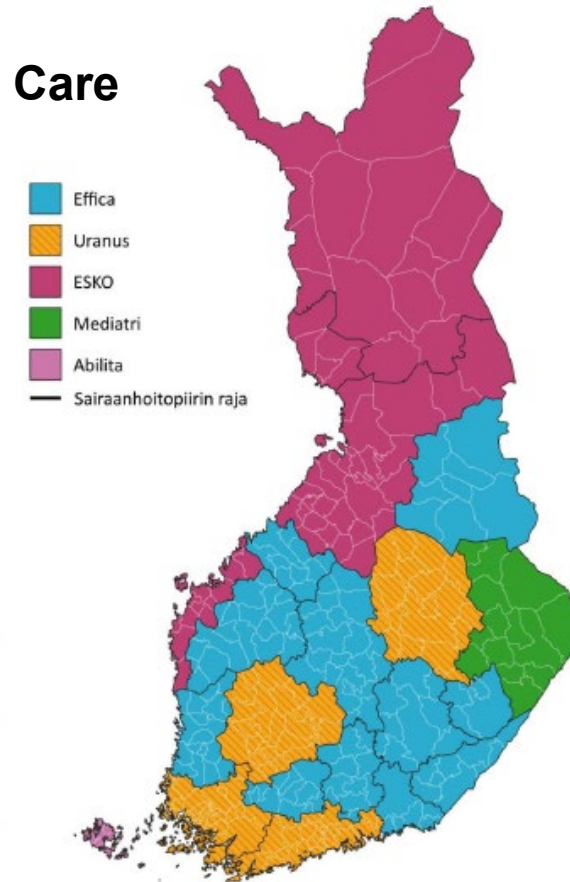 Care
Effica
Uranus
ESKO
Mediatri
Abilita
Sairaanhoitopiirin raja